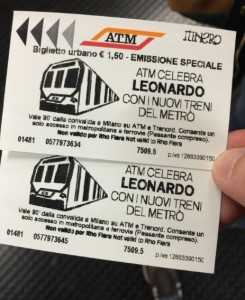 ATM
ITINERO
Biglietto urbano € 1,50 - EMISSIONE SPECIALE
ATM CELEBRA
LEONARDO
CON I NUOVI TRENI
DEL METRÒ
Vale 90' dalla convalida a Milano su ATM e Trenord. Consente un
solo accesso in metropolitana e ferrovie (Passante compreso).
Non valido per Rho Fiera Not valid to Rho Fiera
p.iva 12883390150
01481 0577973634 7509.5
ATM CELEBRA
LEONARDO
CON I NUOVI TRENI
DEL METRÒ
Vale 90' dalla convalida a Milano su ATM e Trenord. Consente un
solo accesso in metropolitana e ferrovie (Passante compreso).
Non valido per Rho Fiera Not valid to Rho Fiera
p.iva 12883390150
01481 0577973645 7509.5